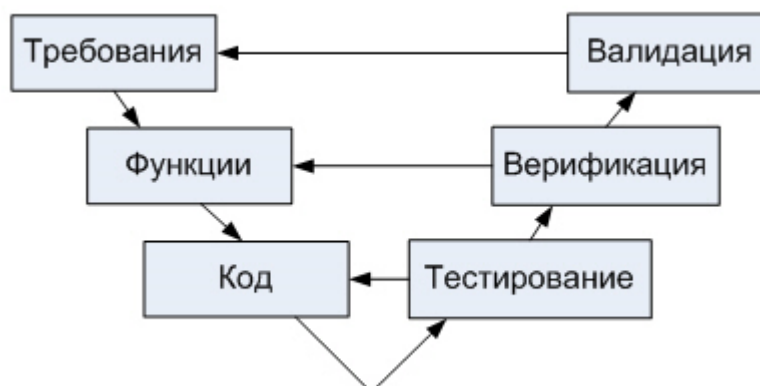 Требования
Валидация
Функции
Верификация
Код
Тестирование